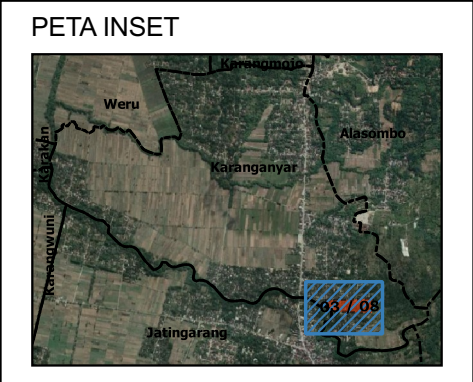 PETA INSET
Karangmojo
Weru
Alasombo
Karakan
Karanganyar
Karangwuni
03 / 08
Jatingarang